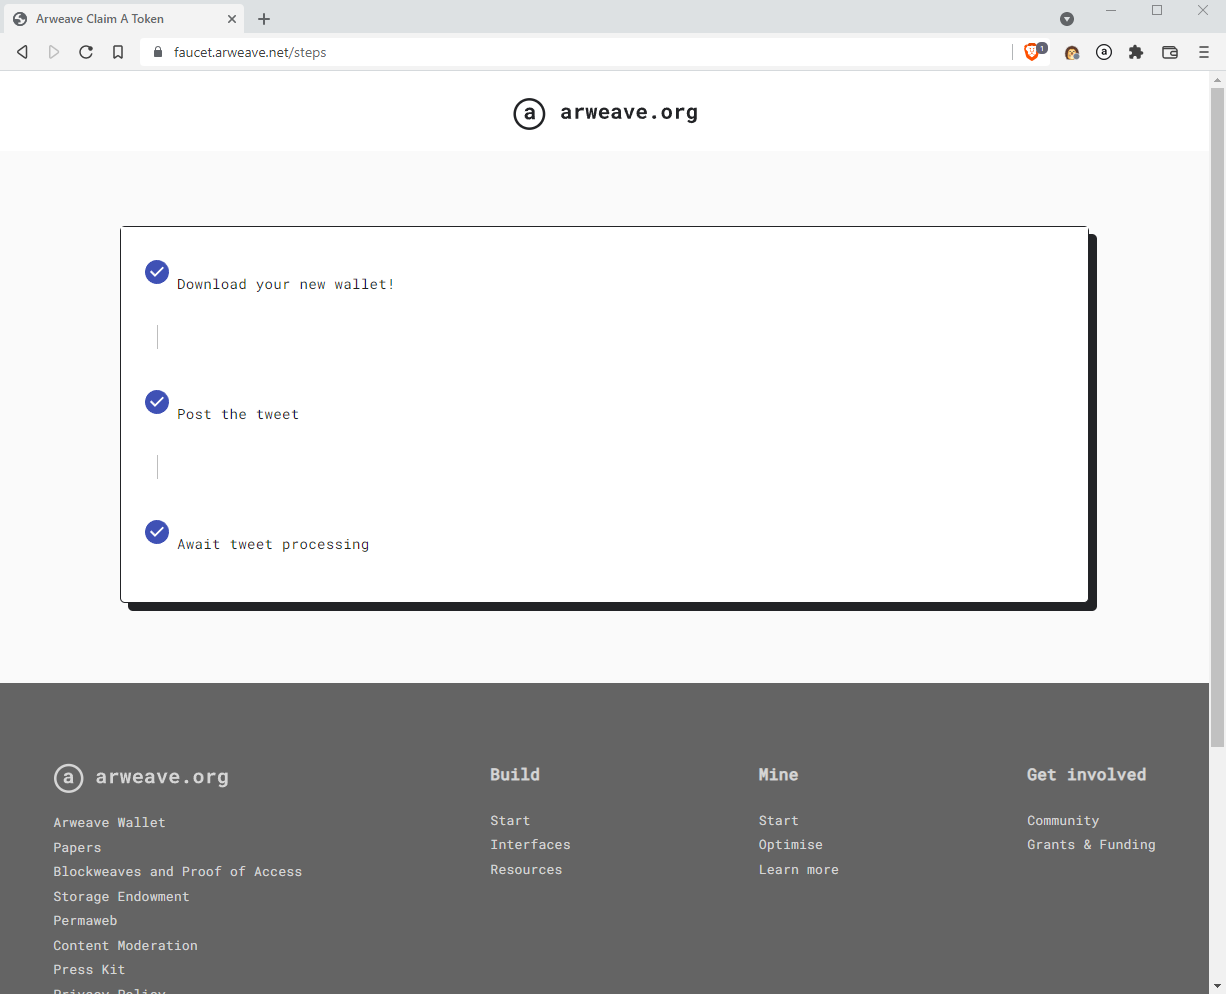 Arweave Claim A Token
faucet.arweave.net/steps
1
a
a arweave.org
Download your new wallet!
Post the tweet
Await tweet processing
a arweave.org
Arweave Wallet
Papers
Blockweaves and Proof of Access
Storage Endowment
Permaweb
Content Moderation
Press Kit
Privacy Policy
Build
Start
Interfaces
Resources
Mine
Start
Optimise
Learn more
Get involved
Community
Grants & Funding